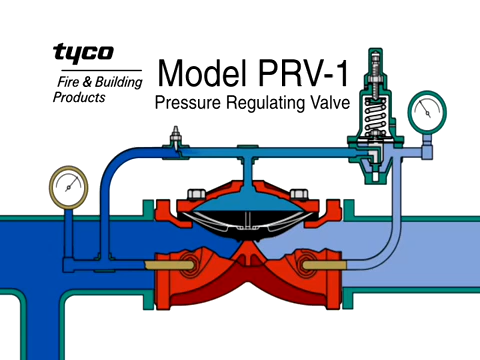 tyco
Fire & Building
Products
Model PRV-1
Pressure Regulating Valve